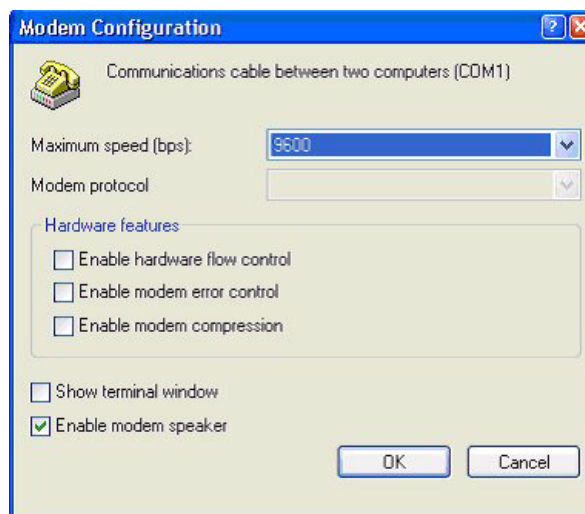 Modem Configuration
Communications cable between two computers (COM1)
Maximum speed (bps):
9600
Modem protocol
Hardware features
Enable hardware flow control
Enable modem error control
Enable modem compression
Show terminal window
Enable modem speaker
OK
Cancel